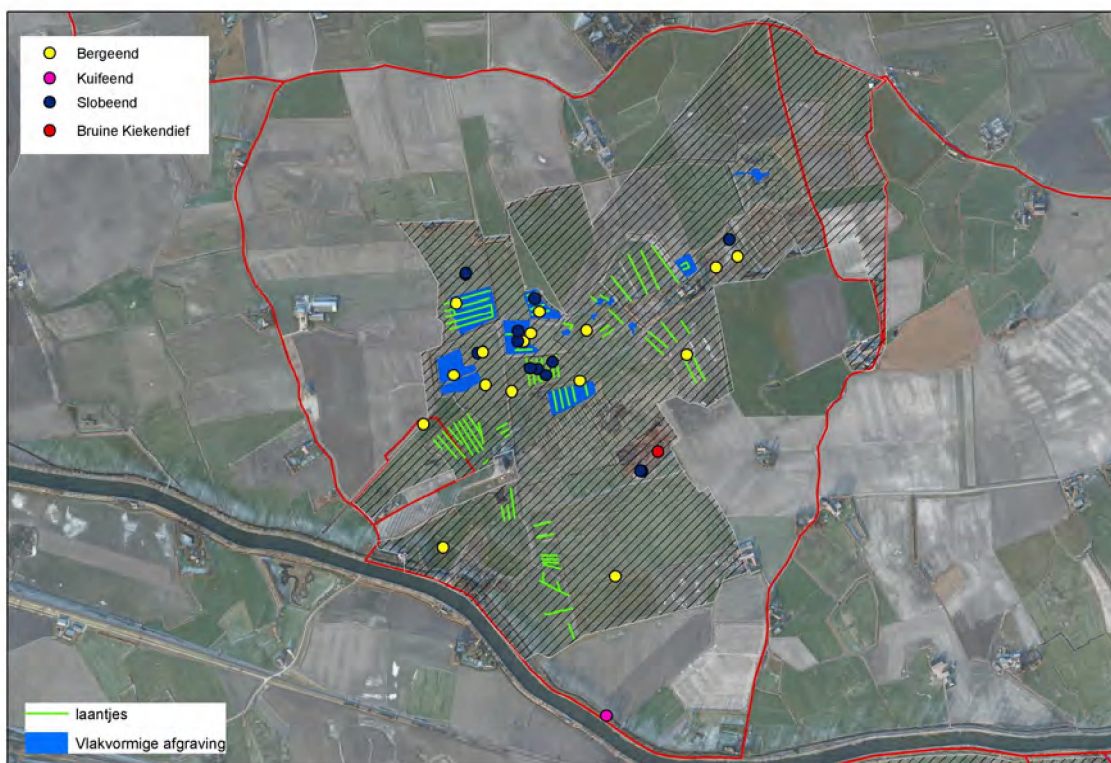 Bergeend
Kuifeend
Slobeend
Bruine Kiekendief
laantjes
Vlakvormige afgraving